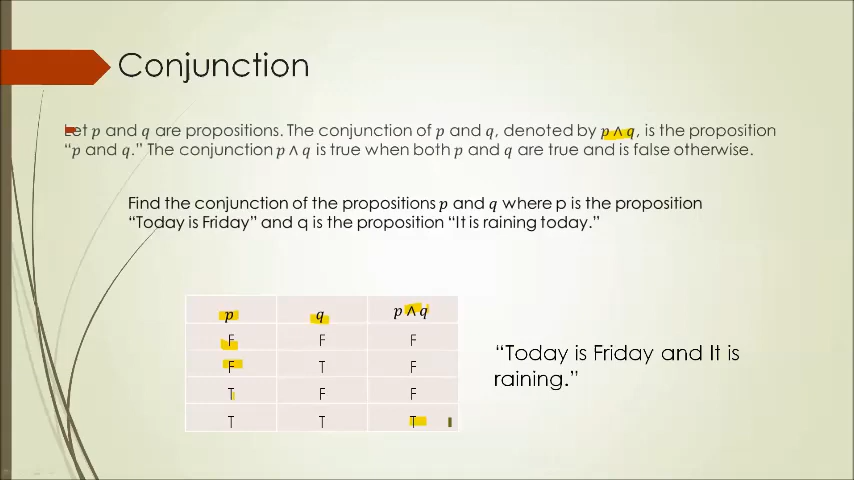 Conjunction
Let p and q are propositions. The conjunction of p and q, denoted by p ∧ q, is the proposition
“p and q.” The conjunction p ∧ q is true when both p and q are true and is false otherwise.
Find the conjunction of the propositions p and q where p is the proposition
“Today is Friday” and q is the proposition “It is raining today.”
p q p ∧ q
F F F
F T F
T F F
T T T
“Today is Friday and It is
raining.”